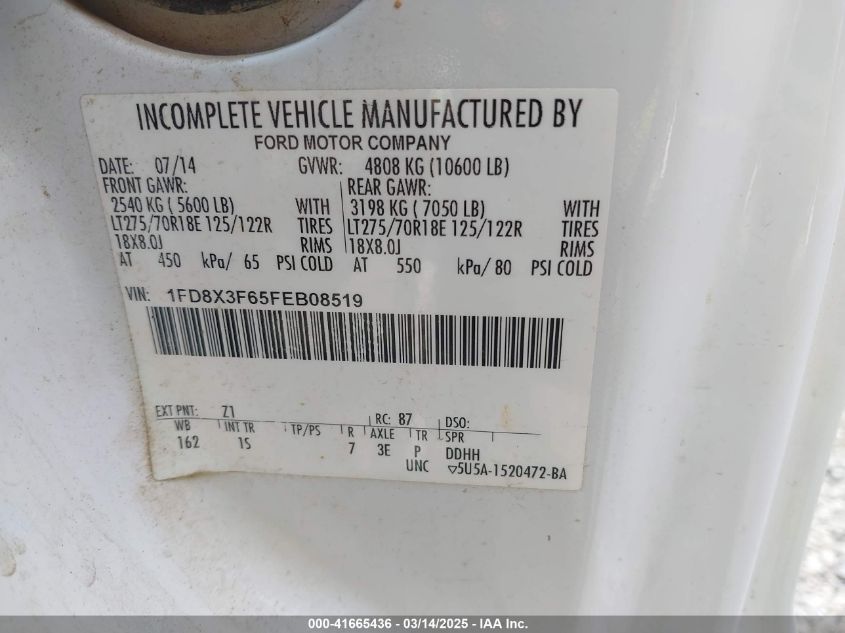 INCOMPLETE VEHICLE MANUFACTURED BY
FORD MOTOR COMPANY
DATE: 07/14 GVWR: 4808 KG (10600 LB)
FRONT GAWR: REAR GAWR:
2540 KG ( 5600 LB) WITH 3198 KG ( 7050 LB) WITH
LT275/70R18E 125/122R TIRES LT275/70R18E 125/122R TIRES
18X8.0J RIMS 18X8.0J RIMS
AT 450 kPa/ 65 PSI COLD AT 550 kPa/ 80 PSI COLD
VIN: 1FD8X3F65FEB08519
EXT PNT: Z1 RC: 87 DSO:
WB INT TR TP/PS R AXLE TR SPR
162 1S 7 3E P DDHH
UNC ▽5U5A-1520472-BA
000-41665436 - 03/14/2025 - US - INS